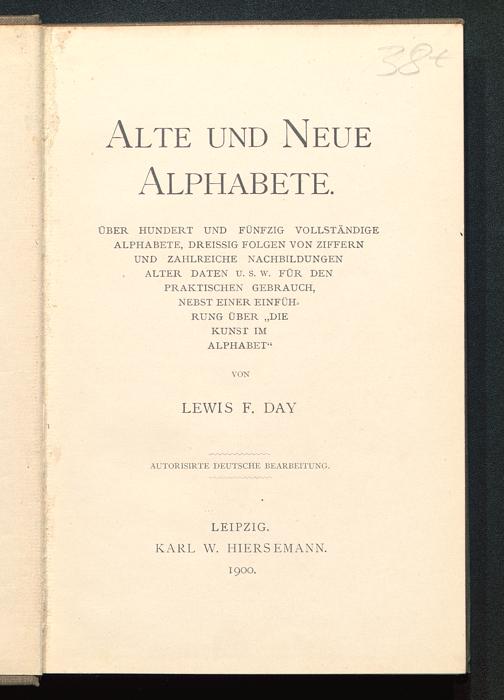 38+
ALTE UND NEUE
ALPHABETE.
ÜBER HUNDERT UND FÜNFZIG VOLLSTÄNDIGE
ALPHABETE, DREISSIG FOLGEN VON ZIFFERN
UND ZAHLREICHE NACHBILDUNGEN
ALTER DATEN U. S. W. FÜR DEN
PRAKTISCHEN GEBRAUCH,
NEBST EINER EINFÜH-
RUNG ÜBER „DIE
KUNST IM
ALPHABET“
VON
LEWIS F. DAY
AUTORISIRTE DEUTSCHE BEARBEITUNG.
LEIPZIG.
KARL W. HIERSEMANN.
1900.